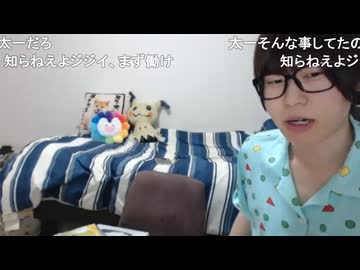 太一だろ
太一そんな事してたの
知らねえよジジイ、まず働け
知らねえよジ